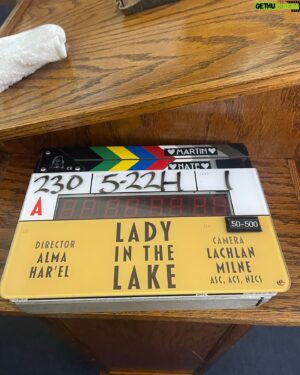 GETMU
♥MARTIN♥
♥NATE♥
230 5-22H 1
A
50-500
DIRECTOR
ALMA
HAR'EL
LADY
IN THE
LAKE
CAMERA
LACHLAN
MILNE
ASC, ACS, NZCS